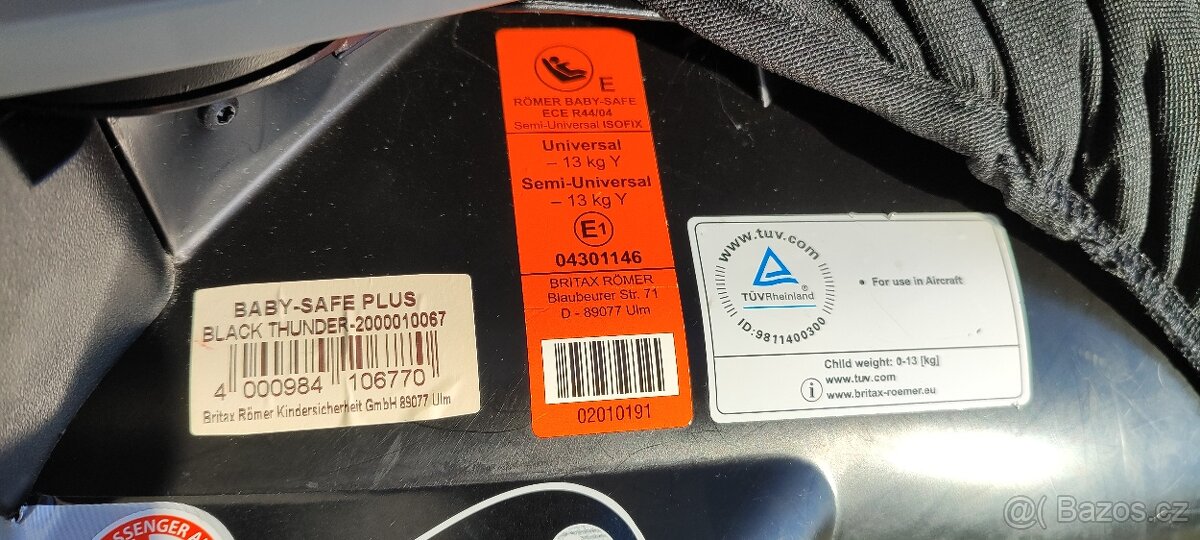 BABY-SAFE PLUS
BLACK THUNDER-2000010067
4 000984 106770
Britax Römer Kindersicherheit GmbH 89077 Ulm
E
RÖMER BABY-SAFE
ECE R44/04
Semi-Universal ISOFIX
Universal
– 13 kg Y
Semi-Universal
– 13 kg Y
E1
04301146
BRITAX RÖMER
Blaubeurer Str. 71
D - 89077 Ulm
02010191
www.tuv.com
TÜVRheinland
ID:9811400300
• For use in Aircraft
Child weight: 0-13 [kg]
www.tuv.com
i www.britax-roemer.eu
@( Bazos.cz